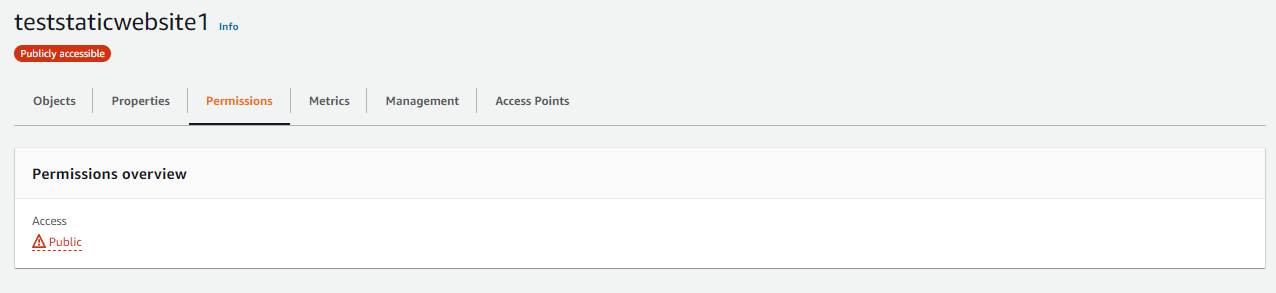 teststaticwebsite1 Info
Publicly accessible
Objects Properties Permissions Metrics Management Access Points
Permissions overview
Access
Public